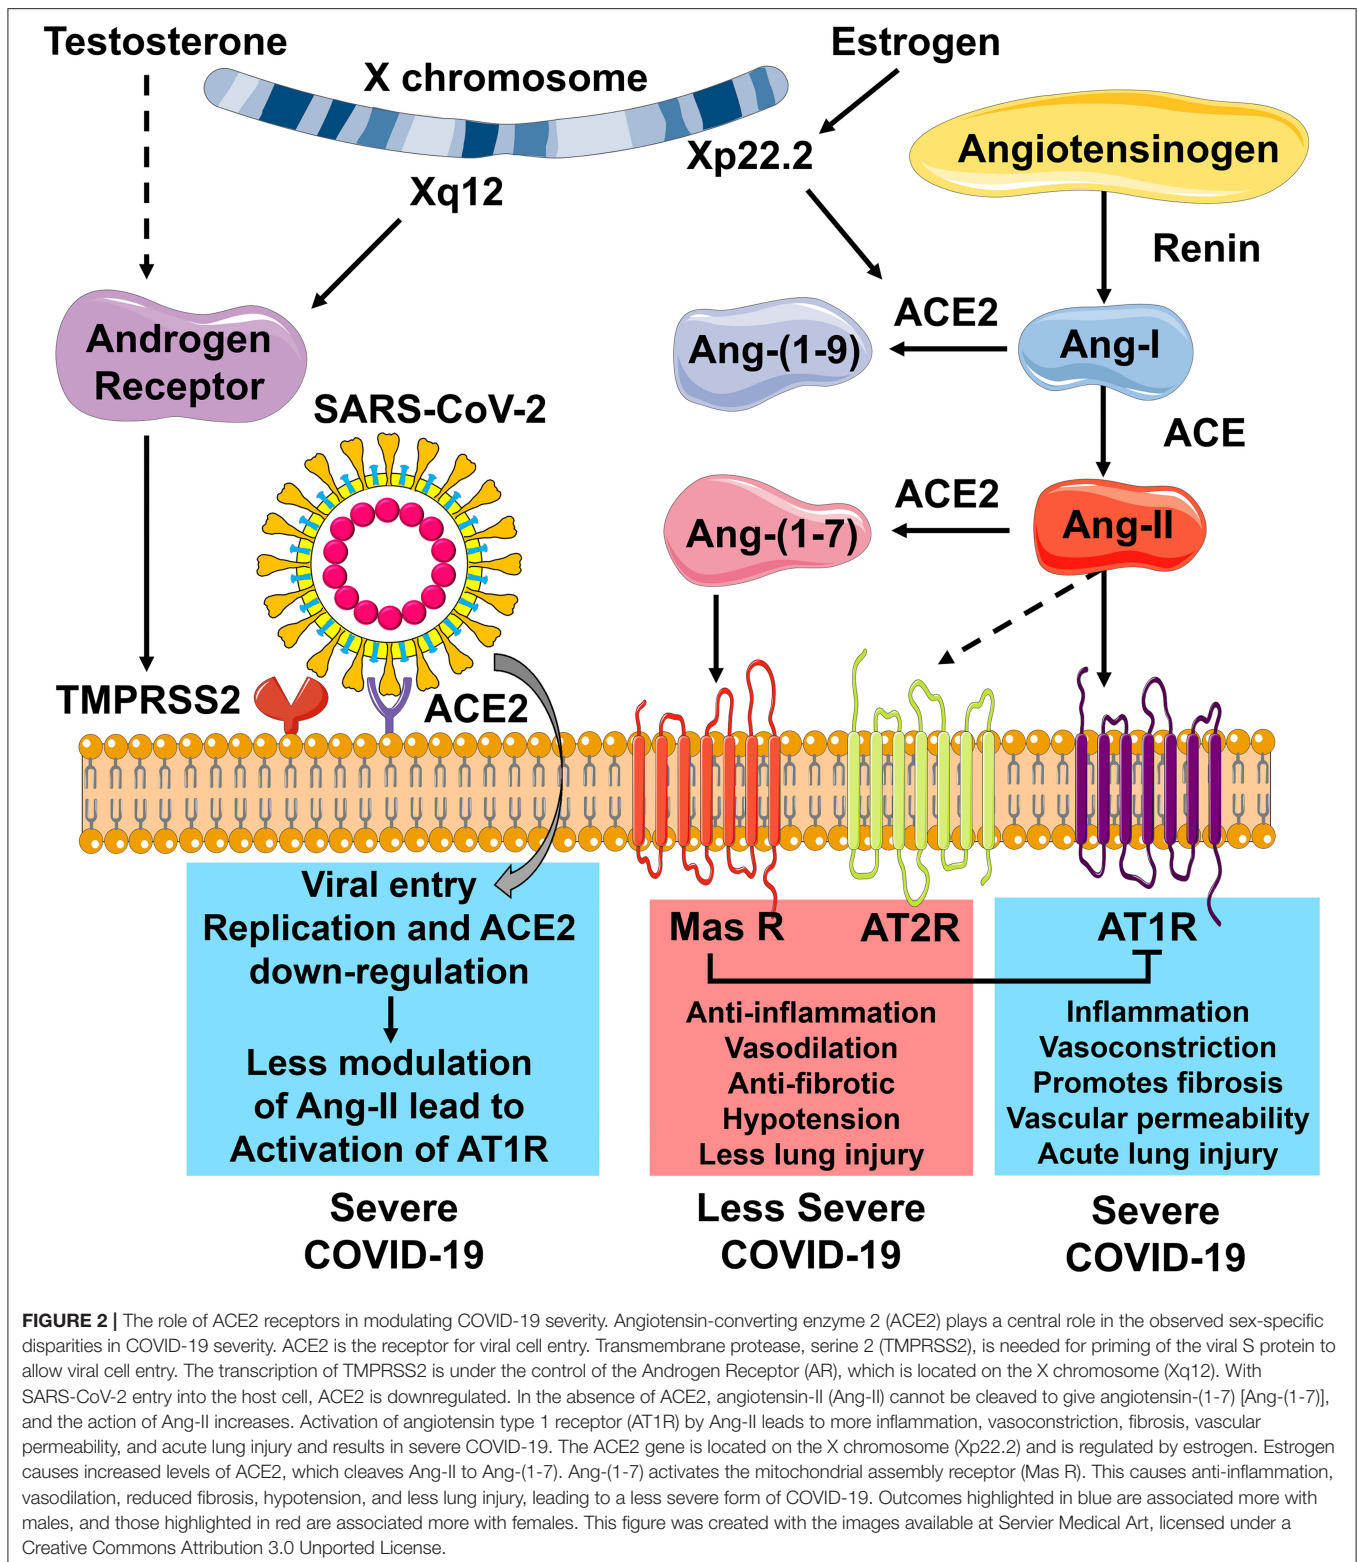 Testosterone
X chromosome
Estrogen
Xq12
Xp22.2
Angiotensinogen
Renin
Androgen
Receptor
ACE2
Ang-(1-9)
Ang-I
SARS-CoV-2
ACE
ACE2
Ang-(1-7)
Ang-II
TMPRSS2
ACE2
Viral entry
Replication and ACE2
down-regulation
Less modulation
of Ang-II lead to
Activation of AT1R
Severe
COVID-19
Mas R
AT2R
Anti-inflammation
Vasodilation
Anti-fibrotic
Hypotension
Less lung injury
Less Severe
COVID-19
AT1R
Inflammation
Vasoconstriction
Promotes fibrosis
Vascular permeability
Acute lung injury
Severe
COVID-19
FIGURE 2 | The role of ACE2 receptors in modulating COVID-19 severity. Angiotensin-converting enzyme 2 (ACE2) plays a central role in the observed sex-specific
disparities in COVID-19 severity. ACE2 is the receptor for viral cell entry. Transmembrane protease, serine 2 (TMPRSS2), is needed for priming of the viral S protein to
allow viral cell entry. The transcription of TMPRSS2 is under the control of the Androgen Receptor (AR), which is located on the X chromosome (Xq12). With
SARS-CoV-2 entry into the host cell, ACE2 is downregulated. In the absence of ACE2, angiotensin-II (Ang-II) cannot be cleaved to give angiotensin-(1-7) [Ang-(1-7)],
and the action of Ang-II increases. Activation of angiotensin type 1 receptor (AT1R) by Ang-II leads to more inflammation, vasoconstriction, fibrosis, vascular
permeability, and acute lung injury and results in severe COVID-19. The ACE2 gene is located on the X chromosome (Xp22.2) and is regulated by estrogen. Estrogen
causes increased levels of ACE2, which cleaves Ang-II to Ang-(1-7). Ang-(1-7) activates the mitochondrial assembly receptor (Mas R). This causes anti-inflammation,
vasodilation, reduced fibrosis, hypotension, and less lung injury, leading to a less severe form of COVID-19. Outcomes highlighted in blue are associated more with
males, and those highlighted in red are associated more with females. This figure was created with the images available at Servier Medical Art, licensed under a
Creative Commons Attribution 3.0 Unported License.